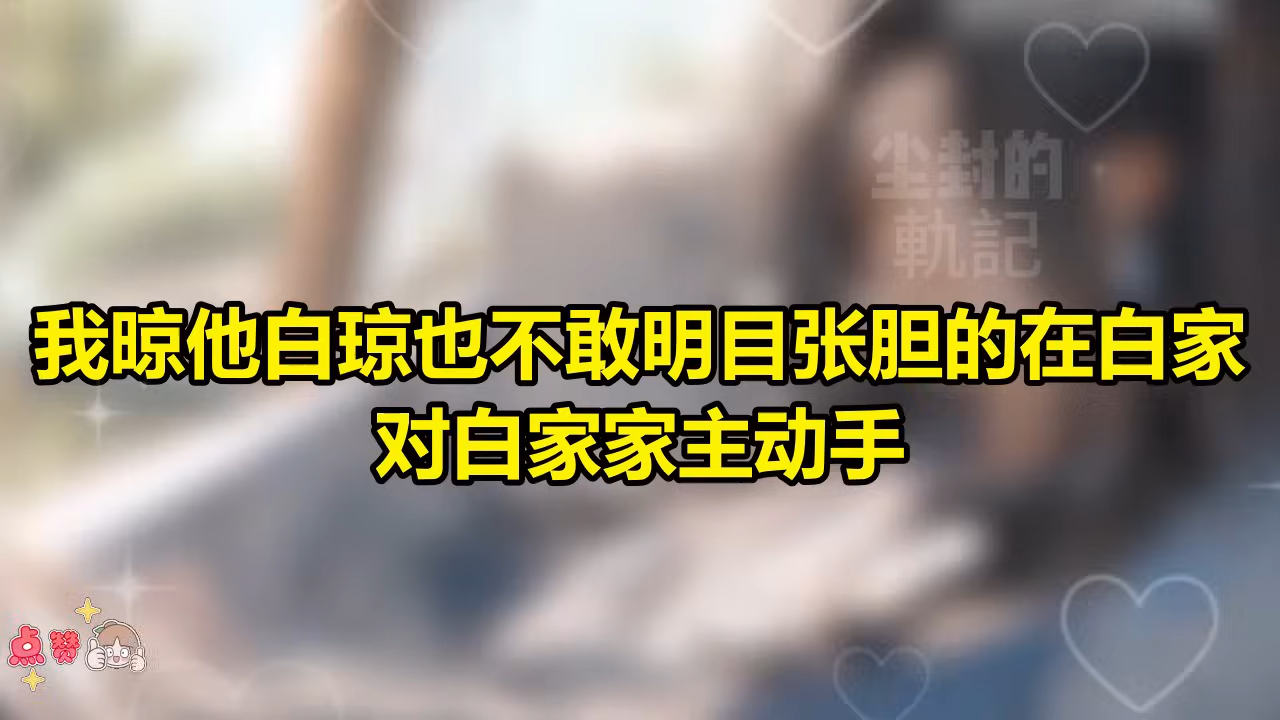 尘封的
軌記
我晾他白琼也不敢明目张胆的在白家
对白家家主动手
点赞